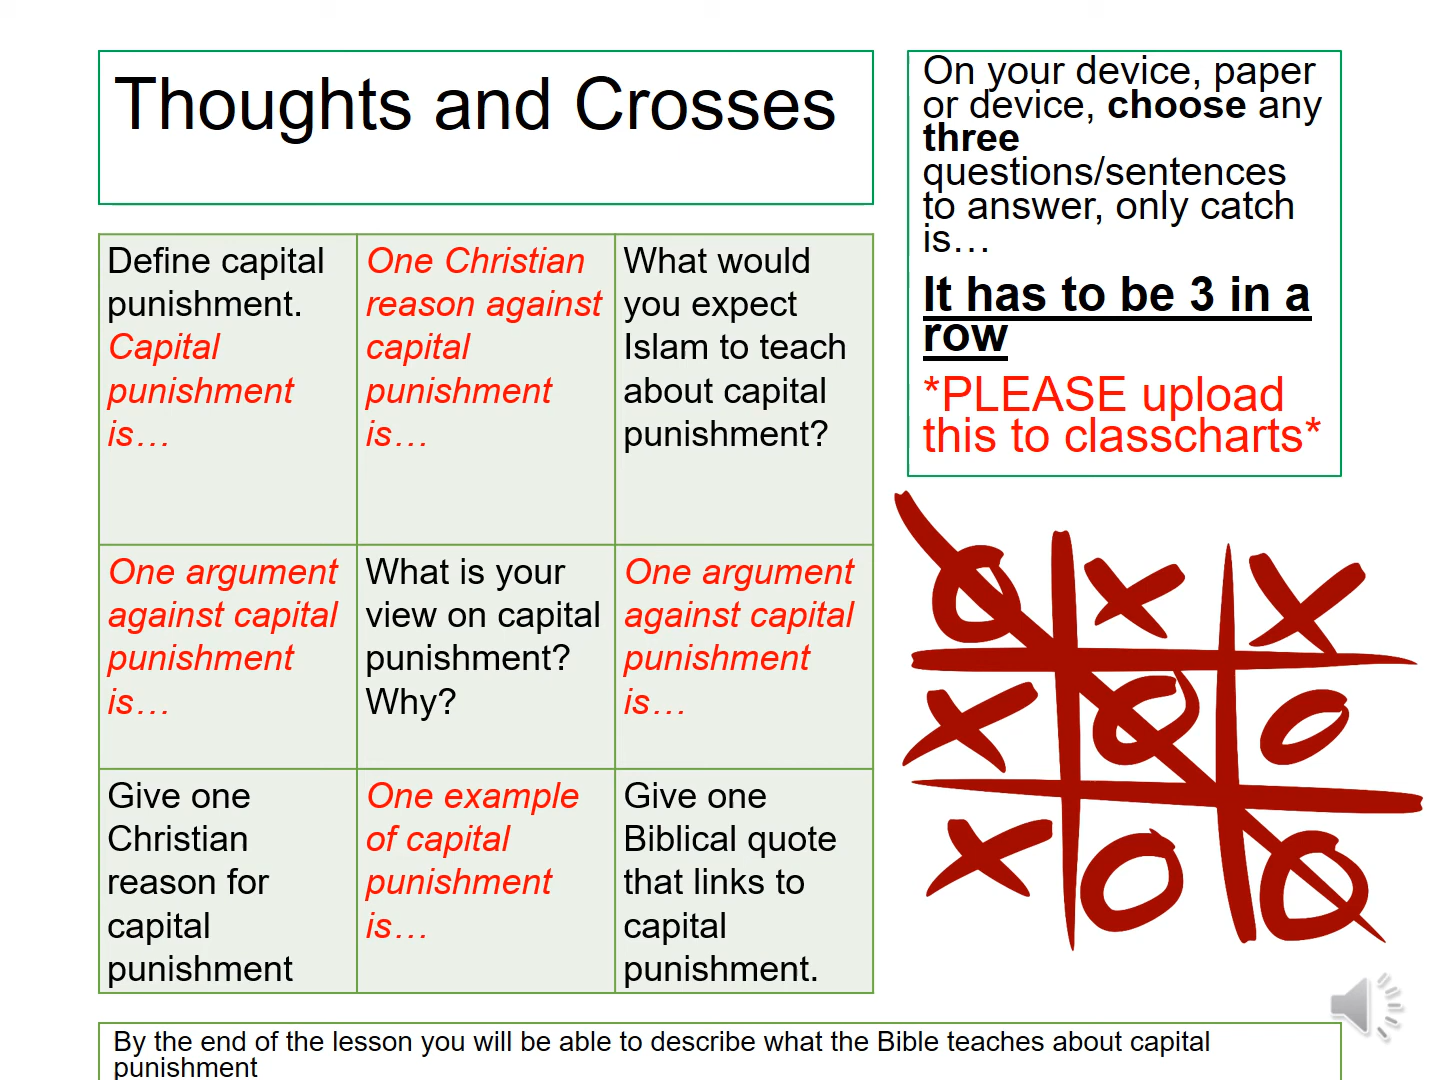 Thoughts and Crosses
On your device, paper
or device, choose any
three
questions/sentences
to answer, only catch
is…
It has to be 3 in a
row
*PLEASE upload
this to classcharts*
Define capital
punishment.
Capital
punishment
is…
One Christian
reason against
capital
punishment
is…
What would
you expect
Islam to teach
about capital
punishment?
One argument
against capital
punishment
is…
What is your
view on capital
punishment?
Why?
One argument
against capital
punishment
is…
Give one
Christian
reason for
capital
punishment
One example
of capital
punishment
is…
Give one
Biblical quote
that links to
capital
punishment.
By the end of the lesson you will be able to describe what the Bible teaches about capital
punishment